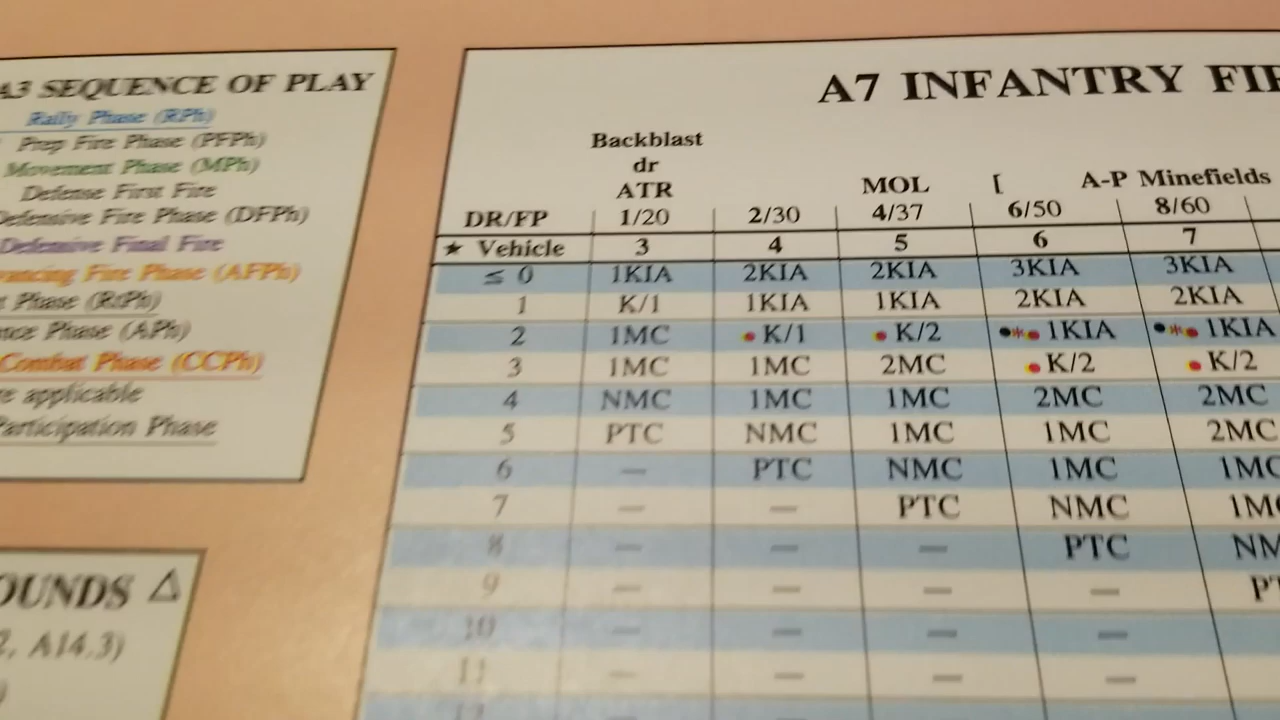 A3 SEQUENCE OF PLAY
Rally Phase (RPh)
Prep Fire Phase (PFPh)
Movement Phase (MPh)
Defense First Fire
Defensive Fire Phase (DFPh)
Defensive Final Fire
Fire Phase (AFPh)
Phase (RtPh)
Phase (APh)
Combat Phase (CCPh)
applicable
Participation Phase
OUNDS △
A14.3)
A7 INFANTRY FI
Backblast
dr
ATR MOL [ A-P Minefields
DR/FP 1/20 2/30 4/37 6/50 8/60
★ Vehicle 3 4 5 6 7
≤ 0 1KIA 2KIA 2KIA 3KIA 3KIA
1 K/1 1KIA 1KIA 2KIA 2KIA
2 1MC • K/1 • K/2 •*• 1KIA •*• 1KIA
3 1MC 1MC 2MC • K/2 • K/2
4 NMC 1MC 1MC 2MC 2MC
5 PTC NMC 1MC 1MC 2MC
6 — PTC NMC 1MC 1MC
7 — — PTC NMC 1M
8 — — — PTC NM
9 — — — — PT
10 — — — —
11 — — — —
12